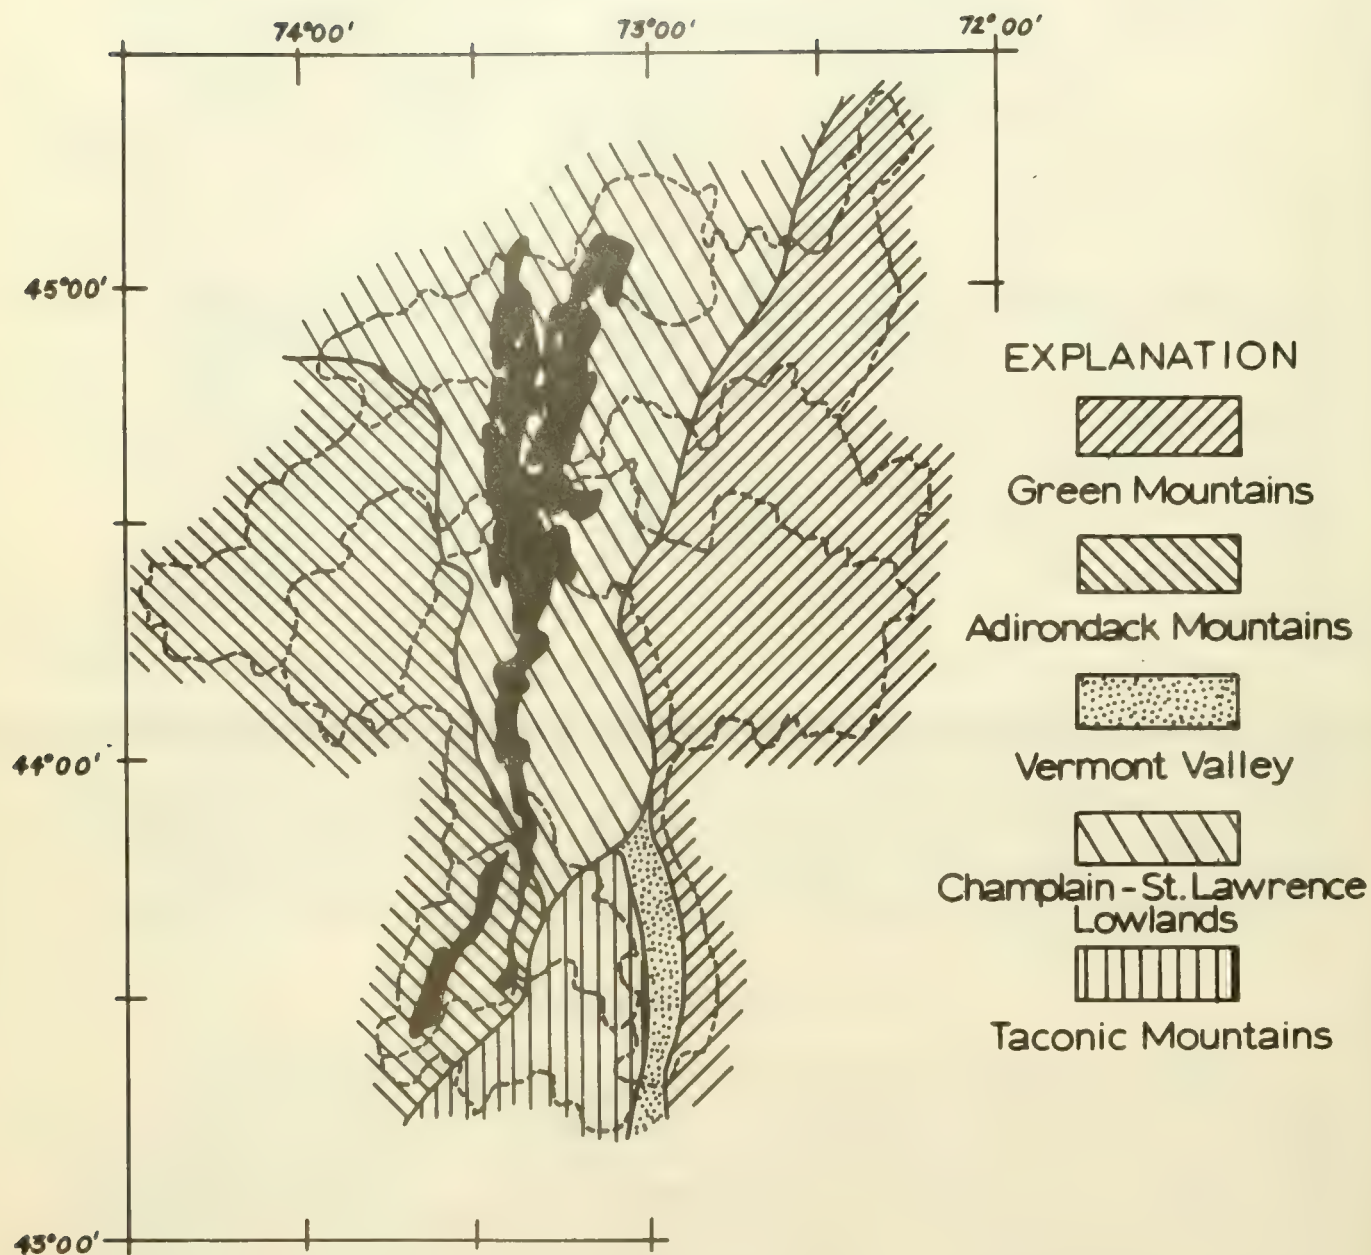 74°00' 73°00' 72°00'
45°00'
EXPLANATION
Green Mountains
Adirondack Mountains
44°00'
Vermont Valley
Champlain-St. Lawrence
Lowlands
Taconic Mountains
43°00'